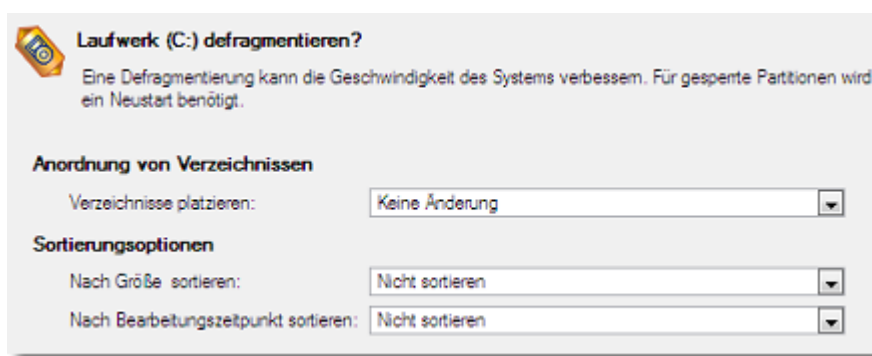 Laufwerk (C:) defragmentieren?
Eine Defragmentierung kann die Geschwindigkeit des Systems verbessern. Für gesperrte Partitionen wird
ein Neustart benötigt.
Anordnung von Verzeichnissen
Verzeichnisse platzieren: Keine Änderung
Sortierungsoptionen
Nach Größe sortieren: Nicht sortieren
Nach Bearbeitungszeitpunkt sortieren: Nicht sortieren